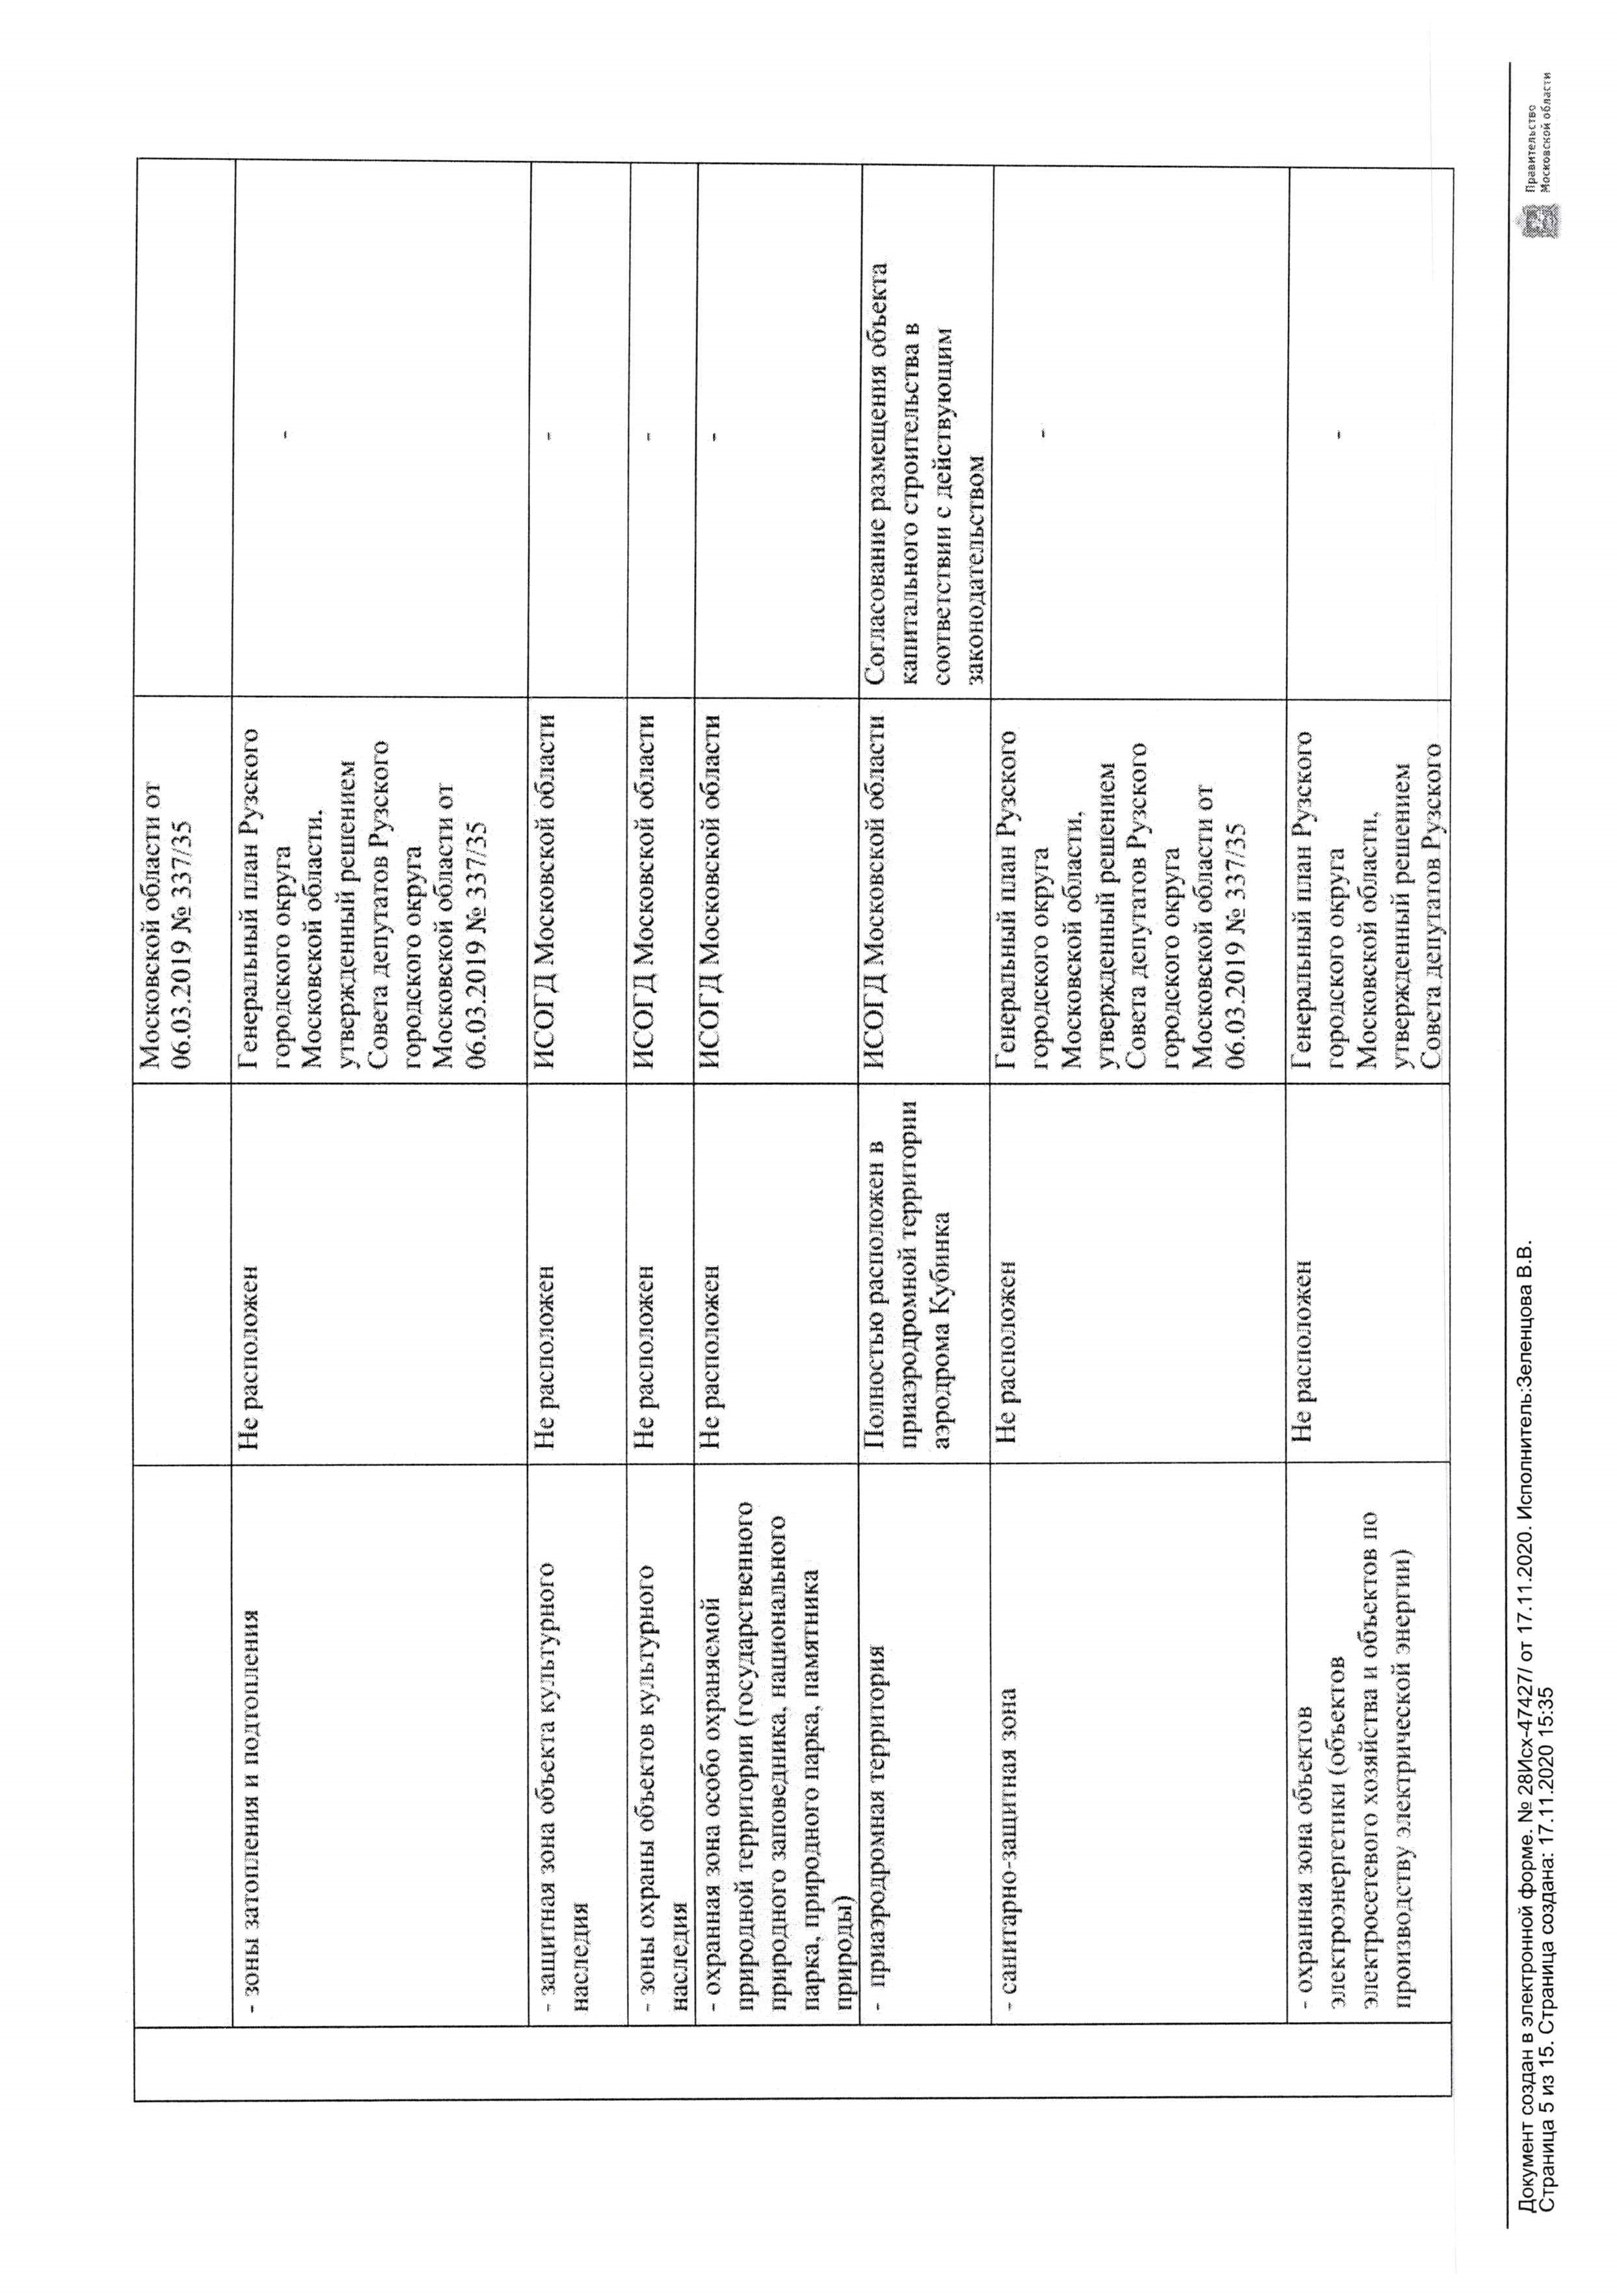 Московской области от
06.03.2019 № 337/35
- зоны затопления и подтопления
Не расположен
Генеральный план Рузского
городского округа
Московской области,
утвержденный решением
Совета депутатов Рузского
городского округа
Московской области от
06.03.2019 № 337/35
-
- защитная зона объекта культурного
наследия
Не расположен
ИСОГД Московской области
-
- зоны охраны объектов культурного
наследия
Не расположен
ИСОГД Московской области
-
- охранная зона особо охраняемой
природной территории (государственного
природного заповедника, национального
парка, природного парка, памятника
природы)
Не расположен
ИСОГД Московской области
-
- приаэродромная территория
Полностью расположен в
приаэродромной территории
аэродрома Кубинка
ИСОГД Московской области
Согласование размещения объекта
капитального строительства в
соответствии с действующим
законодательством
- санитарно-защитная зона
Не расположен
Генеральный план Рузского
городского округа
Московской области,
утвержденный решением
Совета депутатов Рузского
городского округа
Московской области от
06.03.2019 № 337/35
-
- охранная зона объектов
электроэнергетики (объектов
электросетевого хозяйства и объектов по
производству электрической энергии)
Не расположен
Генеральный план Рузского
городского округа
Московской области,
утвержденный решением
Совета депутатов Рузского
-
Документ создан в электронной форме. № 28Исх-47427/ от 17.11.2020. Исполнитель:Зеленцова В.В.
Страница 5 из 15. Страница создана: 17.11.2020 15:35
Правительство
Московской области